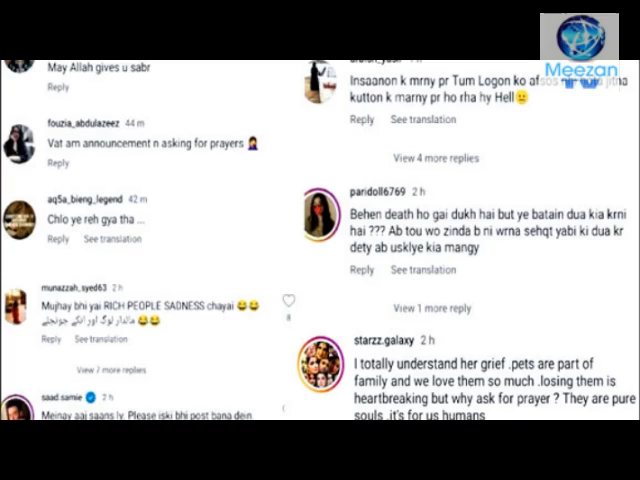 May Allah gives u sabr
Reply
fouzia_abdulazeez 44 m
Vat am announcement n asking for prayers 🤦‍♀️
Reply
aq5a_bieng_legend 42 m
Chlo ye reh gya tha ...
Reply See translation
munazzah_syed63 2 h
Mujhay bhi yai RICH PEOPLE SADNESS chayai 😂😂
مالدار لوگ اور انکے چونچلے 😂😂
8
Reply See translation
View 7 more replies
saad.samie 2 h
Meinay aaj saans ly. Please iski bhi post bana dein
Insaanon k mrny pr Tum Logon ko afsos
kutton k marny pr ho rha hy Hell😐
Reply See translation
View 4 more replies
paridoll6769 2 h
Behen death ho gai dukh hai but ye batain dua kia krni
hai ??? Ab tou wo zinda b ni wrna sehqt yabi ki dua kr
dety ab usklye kia mangy
Reply See translation
View 1 more reply
starzz.galaxy 2 h
I totally understand her grief .pets are part of
family and we love them so much .losing them is
heartbreaking but why ask for prayer ? They are pure
souls .it's for us humans
Meezan